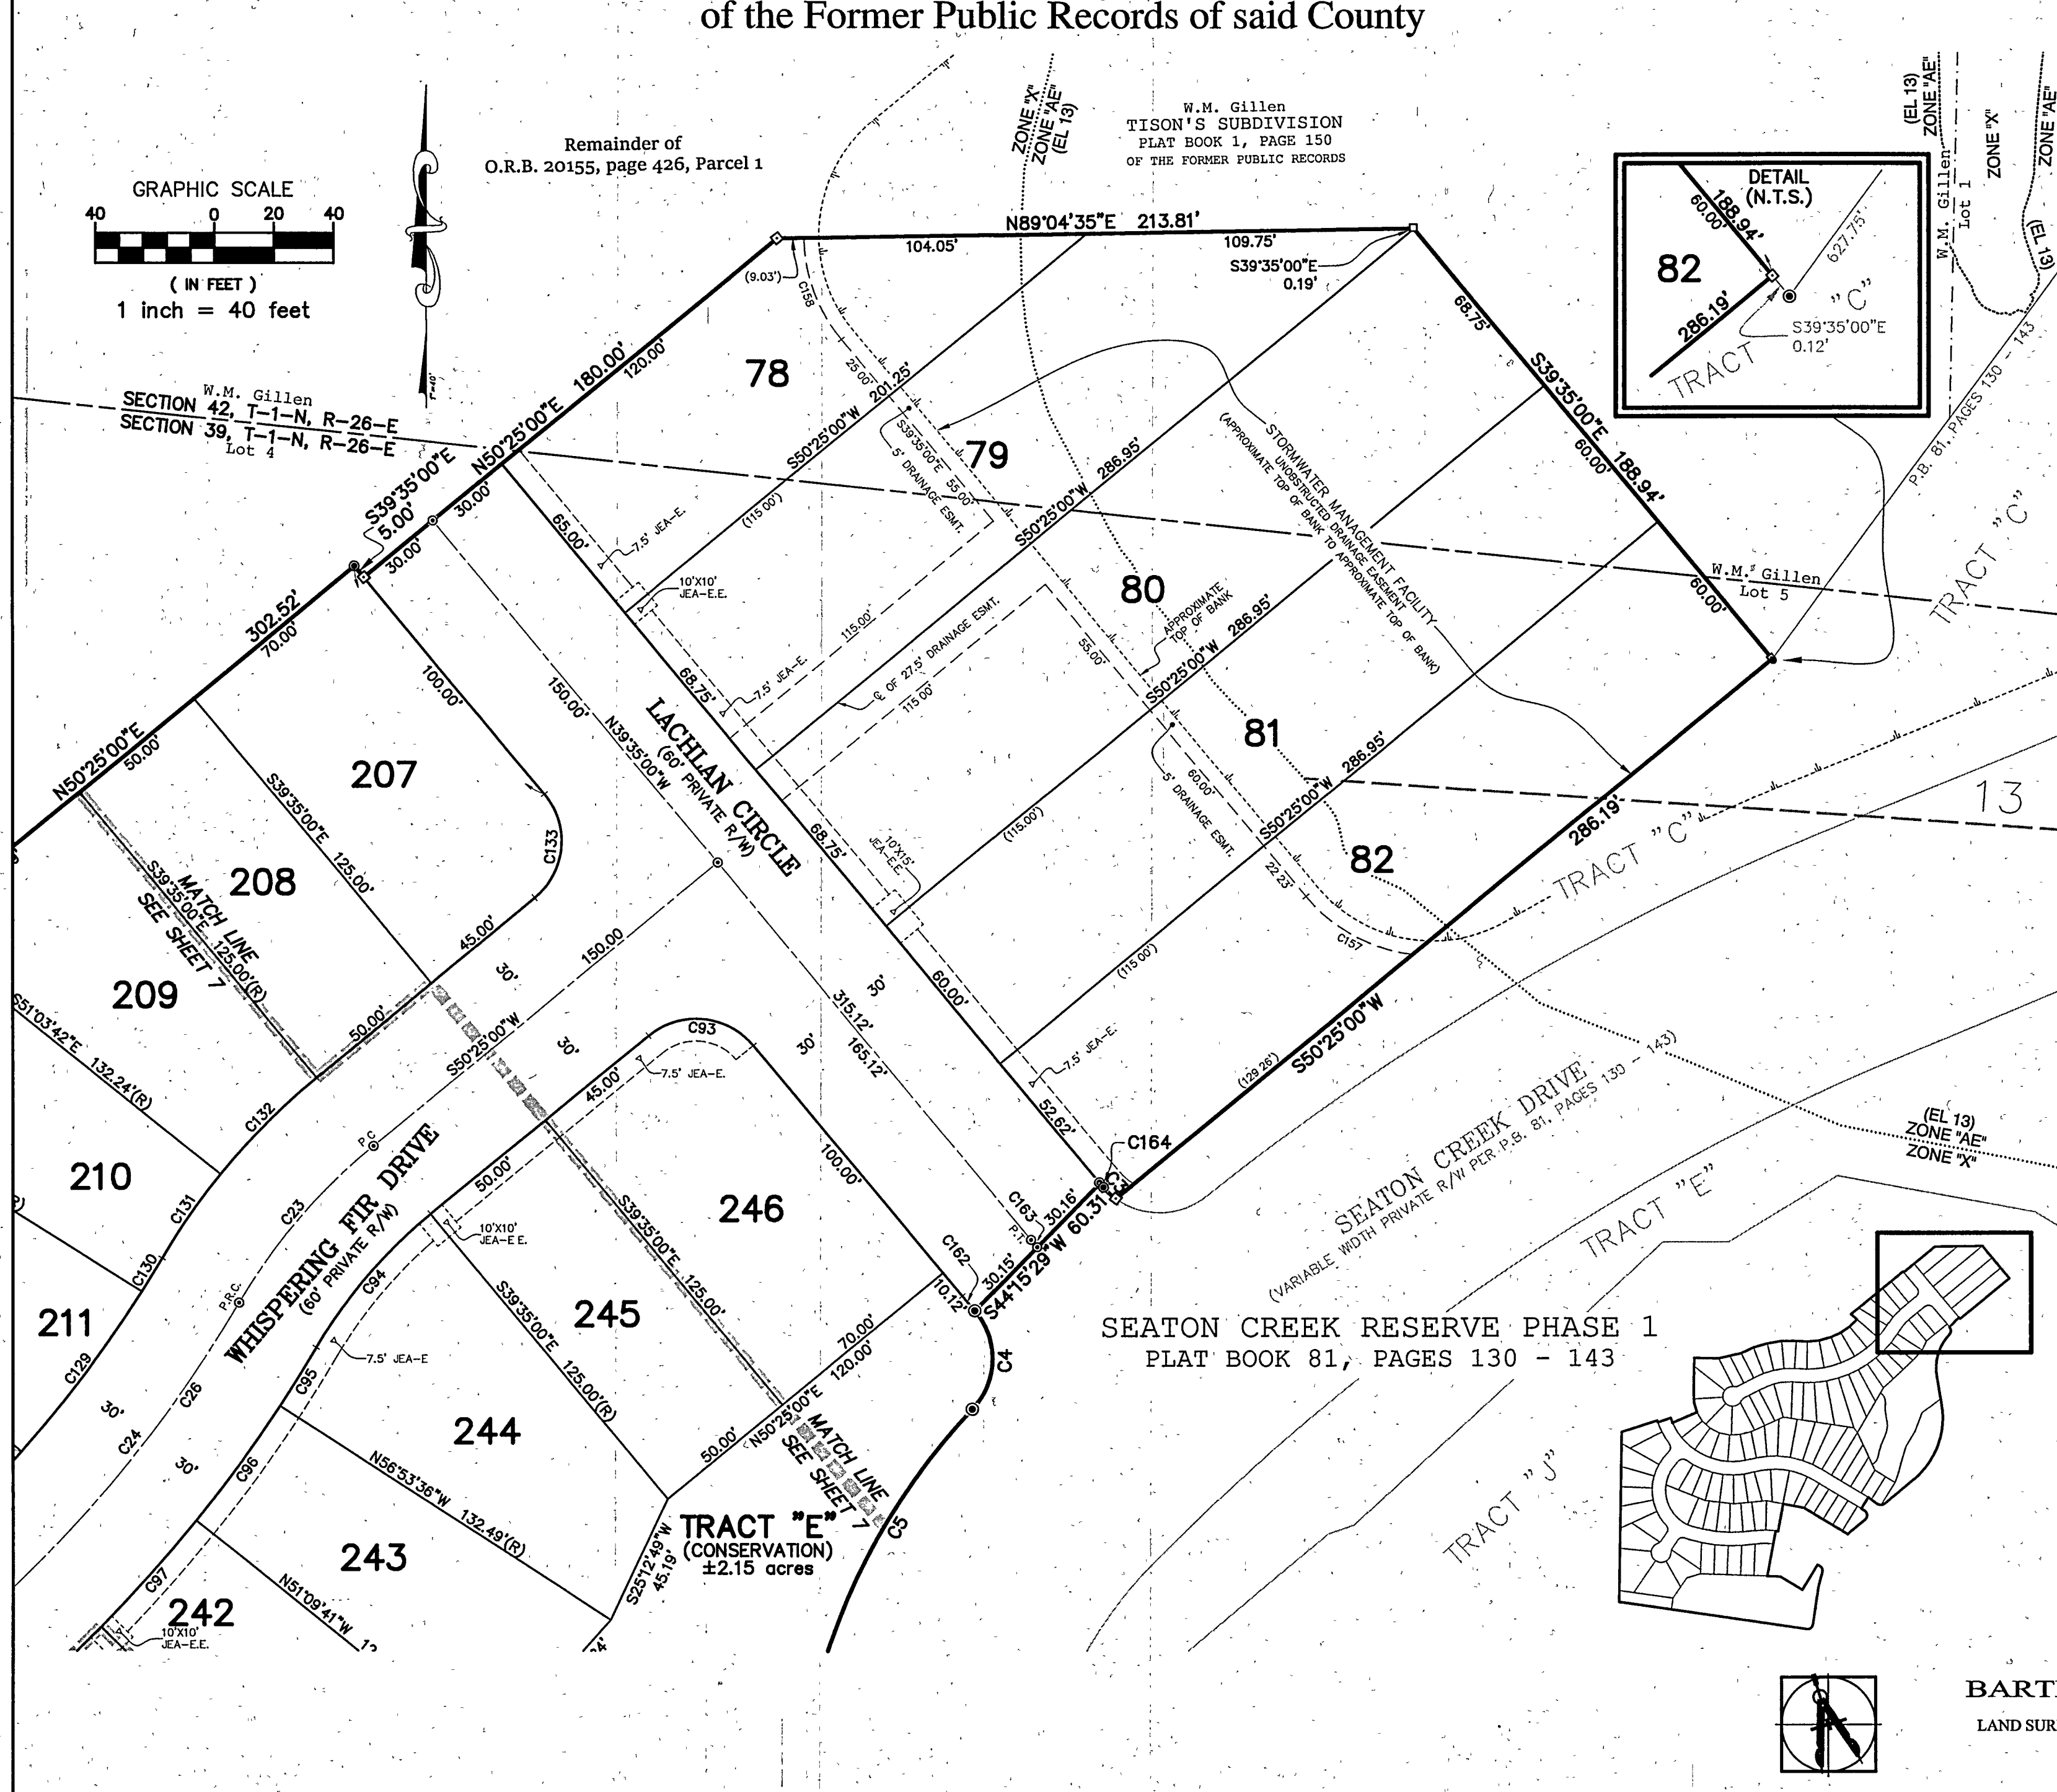 of the Former Public Records of said County
GRAPHIC SCALE
40 0 20 40
( IN FEET )
1 inch = 40 feet
1"=40'
Remainder of
O.R.B. 20155, page 426, Parcel 1
W.M. Gillen
TISON'S SUBDIVISION
PLAT BOOK 1, PAGE 150
OF THE FORMER PUBLIC RECORDS
ZONE "X"
ZONE "AE"
(EL 13)
(EL 13)
ZONE "AE"
ZONE "X"
ZONE "AE"
(EL 13)
W.M. Gillen
Lot 1
DETAIL
(N.T.S.)
188.94'
60.00'
627.75'
82
286.19'
"C"
TRACT
S39°35'00"E
0.12'
P.B. 81, PAGES 130 - 143
TRACT "C"
W.M. Gillen
SECTION 42, T-1-N, R-26-E
SECTION 39, T-1-N, R-26-E
Lot 4
N89°04'35"E 213.81'
104.05'
109.75'
S39°35'00"E
0.19'
(9.03')
C158
25.00'
180.00'
120.00'
N50°25'00"E
30.00'
30.00'
S39°35'00"E
5.00'
302.52'
70.00'
N50°25'00"E
50.00'
78
S50°25'00"W 201.25'
(115.00')
79
S39°35'00"E 55.00'
5' DRAINAGE ESMT.
S50°25'00"W 286.95'
68.75'
S39°35'00"E 188.94'
60.00'
60.00'
STORMWATER MANAGEMENT FACILITY
UNOBSTRUCTED DRAINAGE EASEMENT
(APPROXIMATE TOP OF BANK TO APPROXIMATE TOP OF BANK)
W.M. Gillen
Lot 5
65.00'
7.5' JEA-E.
10'X10'
JEA-E.E.
115.00'
7.5' JEA-E.
℄ OF 27.5' DRAINAGE ESMT.
115.00'
80
APPROXIMATE
TOP OF BANK
55.00'
S50°25'00"W 286.95'
81
60.00'
5' DRAINAGE ESMT.
S50°25'00"W 286.95'
(115.00')
82
22.23'
C157
(115.00')
286.19'
S50°25'00"W
(129.26')
TRACT "C"
13
100.00'
150.00'
N39°35'00"W
68.75'
LACHLAN CIRCLE
(60' PRIVATE R/W)
68.75'
10'X15'
JEA-E.E.
60.00'
7.5' JEA-E.
52.62'
C164
C3
207
C133
S39°35'00"E 125.00'
208
S39°35'00"E 125.00'(R)
MATCH LINE
SEE SHEET 7
45.00'
50.00'
209
S51°03'42"E 132.24'(R)
C132
210
C131
C130
211
C129
30'
150.00
S50°25'00"W
30'
30'
315.12'
165.12'
30'
C93
7.5' JEA-E.
45.00'
50.00'
P.C.
C23
P.R.C.
WHISPERING FIR DRIVE
(60' PRIVATE R/W)
10'X10'
JEA-E.E.
C94
7.5' JEA-E
C95
C96
C97
C26
C24
30'
30'
246
100.00'
S39°35'00"E 125.00'
245
S39°35'00"E 125.00'(R)
C163
P.T.
30.16'
C162
30.15'
S44°15'29"W 60.31'
10.12'
C4
70.00'
120.00'
N50°25'00"E
50.00'
MATCH LINE
SEE SHEET 7
C5
244
N56°53'36"W 132.49'(R)
243
N51°09'41"W
242
10'X10'
JEA-E.E.
S25°12'49"W
45.19'
TRACT "E"
(CONSERVATION)
±2.15 acres
SEATON CREEK DRIVE
(VARIABLE WIDTH PRIVATE R/W PER P.B. 81, PAGES 130 - 143)
(EL 13)
ZONE "AE"
ZONE "X"
TRACT "E"
SEATON CREEK RESERVE PHASE 1
PLAT BOOK 81, PAGES 130 - 143
TRACT "J"
BART
LAND SUR